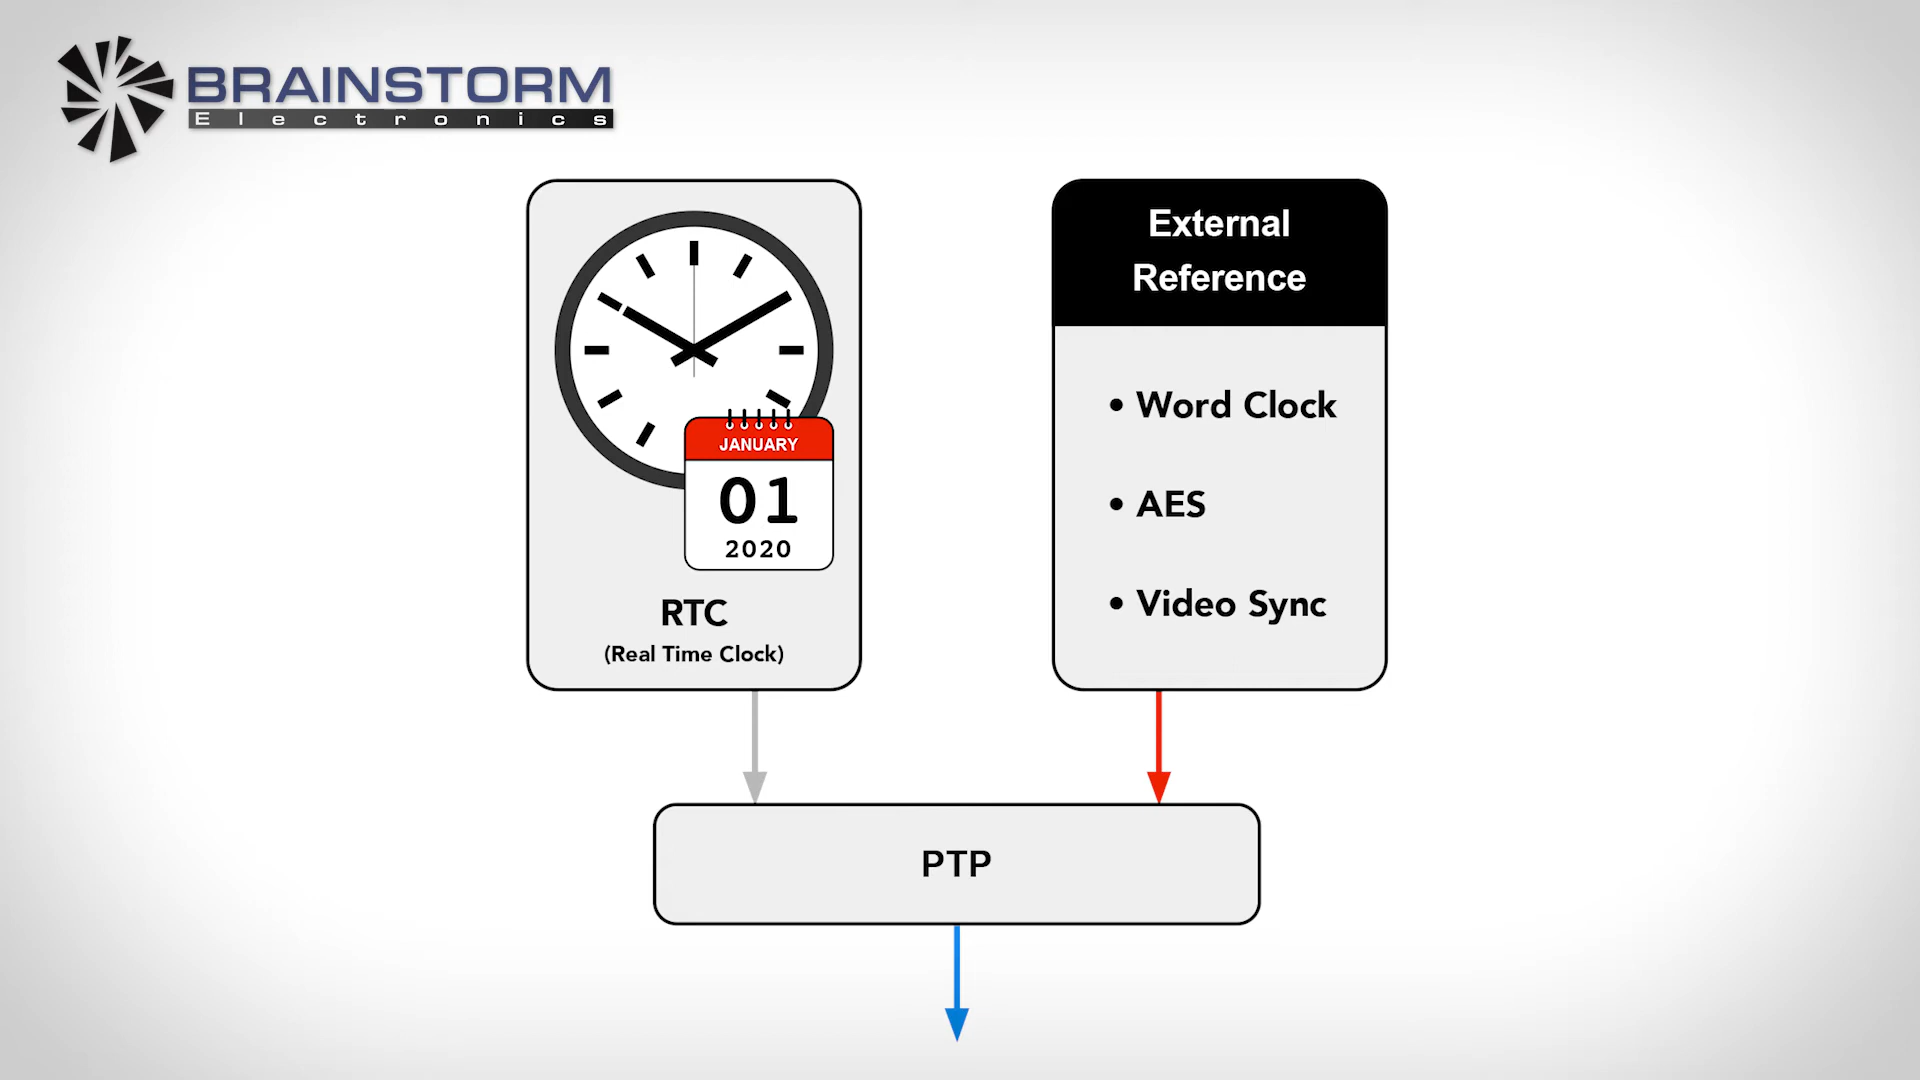 BRAINSTORM
Electronics
JANUARY
01
2020
RTC
(Real Time Clock)
External
Reference
• Word Clock
• AES
• Video Sync
PTP